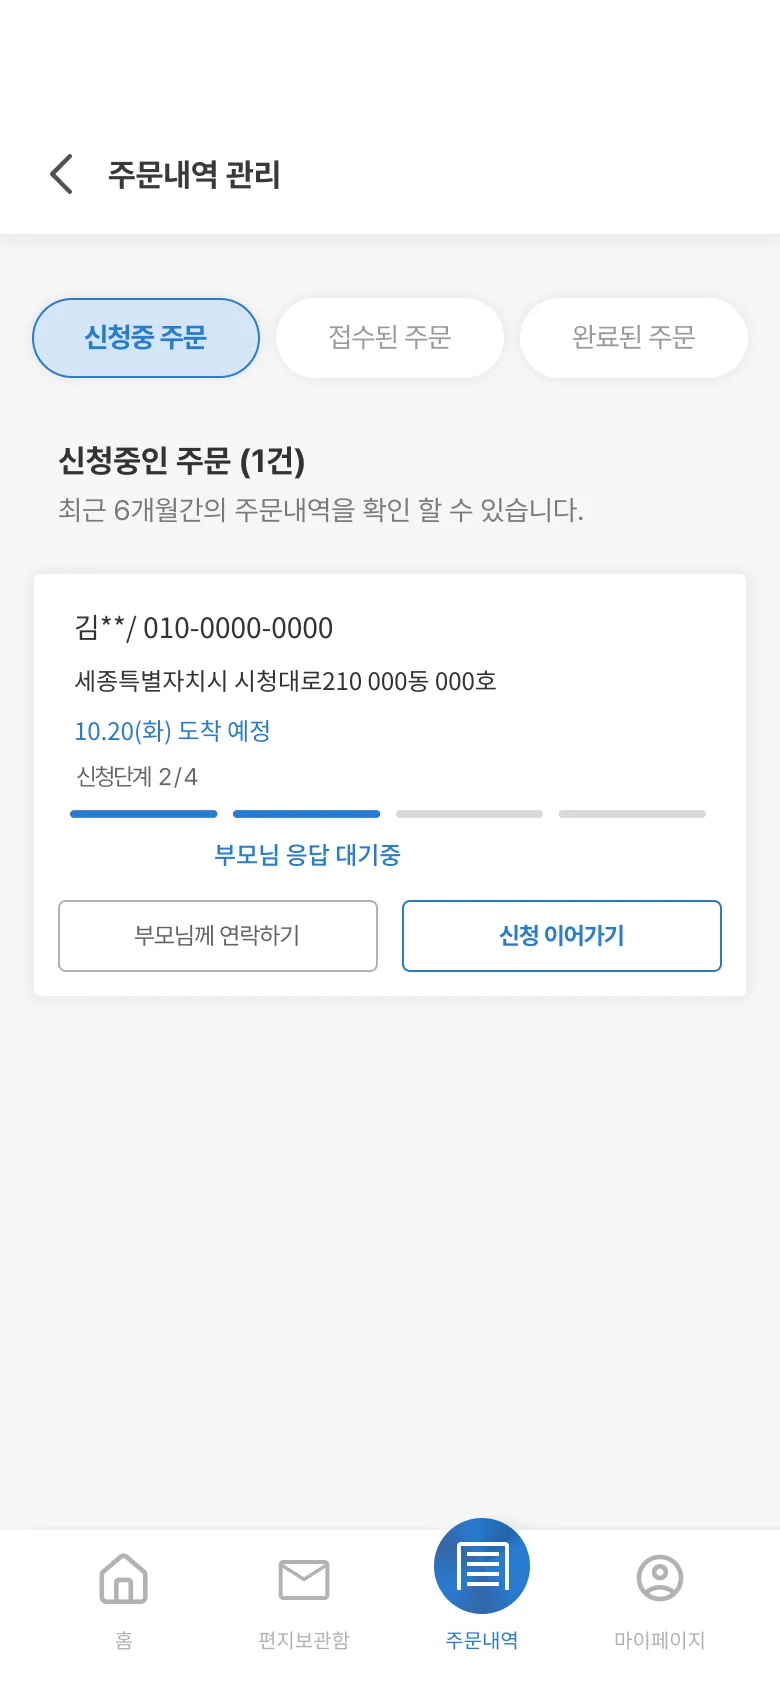 주문내역 관리
신청중 주문
접수된 주문
완료된 주문
신청중인 주문 (1건)
최근 6개월간의 주문내역을 확인 할 수 있습니다.
김**/ 010-0000-0000
세종특별자치시 시청대로210 000동 000호
10.20(화) 도착 예정
신청단계 2/4
부모님 응답 대기중
부모님께 연락하기
신청 이어가기
홈
편지보관함
주문내역
마이페이지